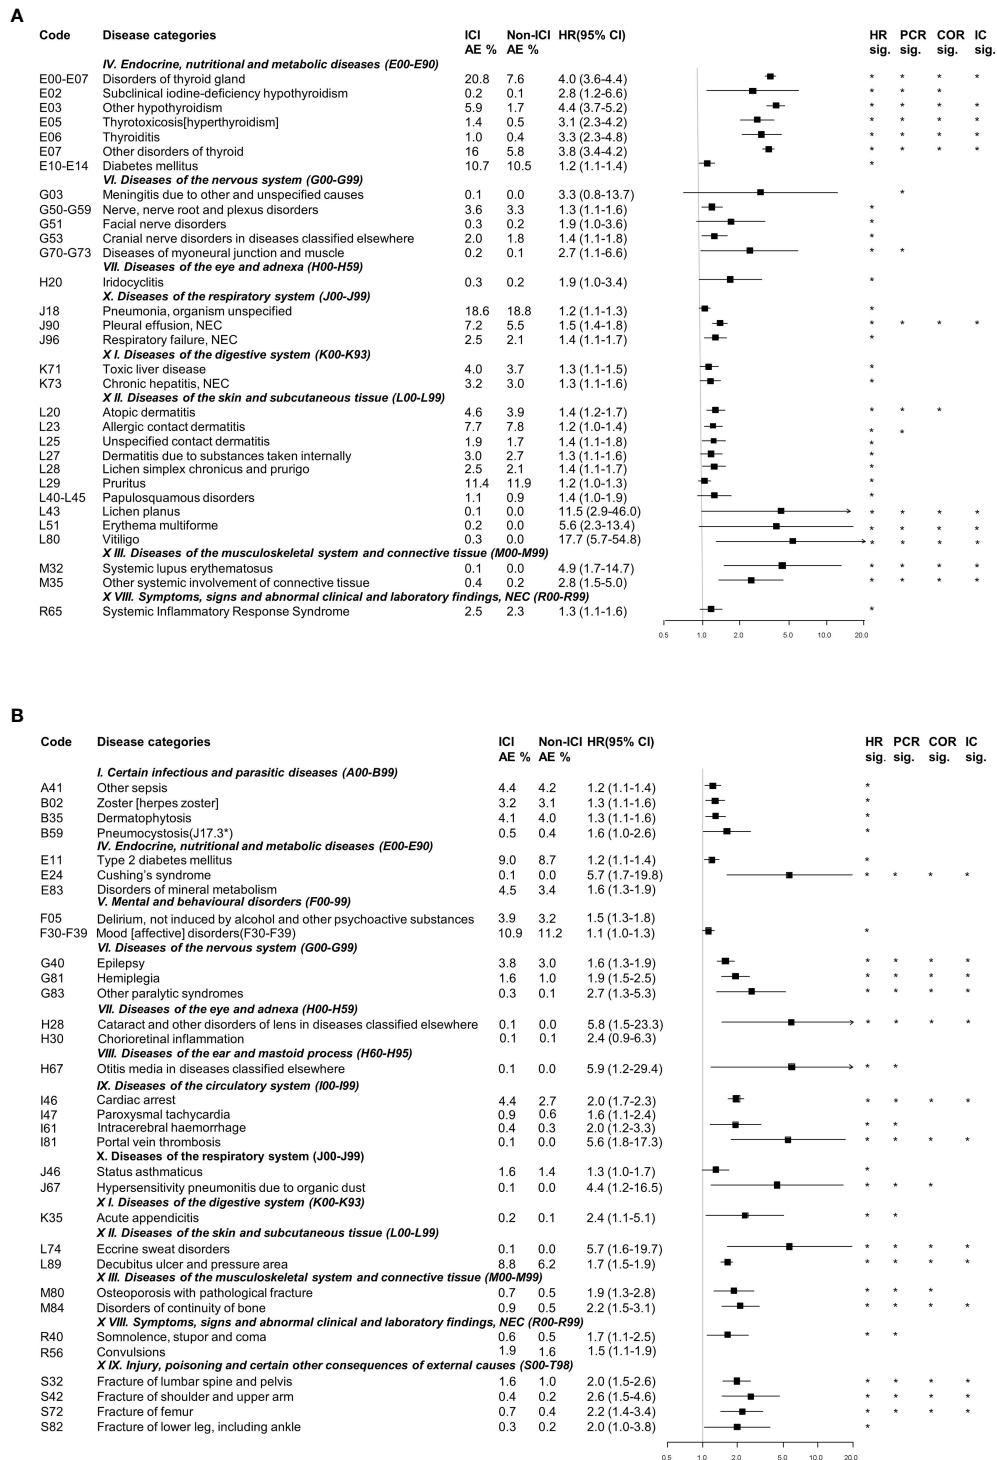 A
Code Disease categories ICI Non-ICI HR(95% CI) HR PCR COR IC
AE % AE % sig. sig. sig. sig.
IV. Endocrine, nutritional and metabolic diseases (E00-E90)
E00-E07 Disorders of thyroid gland 20.8 7.6 4.0 (3.6-4.4) * * * *
E02 Subclinical iodine-deficiency hypothyroidism 0.2 0.1 2.8 (1.2-6.6) * * *
E03 Other hypothyroidism 5.9 1.7 4.4 (3.7-5.2) * * * *
E05 Thyrotoxicosis[hyperthyroidism] 1.4 0.5 3.1 (2.3-4.2) * * * *
E06 Thyroiditis 1.0 0.4 3.3 (2.3-4.8) * * * *
E07 Other disorders of thyroid 16 5.8 3.8 (3.4-4.2) * * * *
E10-E14 Diabetes mellitus 10.7 10.5 1.2 (1.1-1.4) *
VI. Diseases of the nervous system (G00-G99)
G03 Meningitis due to other and unspecified causes 0.1 0.0 3.3 (0.8-13.7) *
G50-G59 Nerve, nerve root and plexus disorders 3.6 3.3 1.3 (1.1-1.6) *
G51 Facial nerve disorders 0.3 0.2 1.9 (1.0-3.6) *
G53 Cranial nerve disorders in diseases classified elsewhere 2.0 1.8 1.4 (1.1-1.8) *
G70-G73 Diseases of myoneural junction and muscle 0.2 0.1 2.7 (1.1-6.6) * *
VII. Diseases of the eye and adnexa (H00-H59)
H20 Iridocyclitis 0.3 0.2 1.9 (1.0-3.4) *
X. Diseases of the respiratory system (J00-J99)
J18 Pneumonia, organism unspecified 18.6 18.8 1.2 (1.1-1.3) *
J90 Pleural effusion, NEC 7.2 5.5 1.5 (1.4-1.8) * * * *
J96 Respiratory failure, NEC 2.5 2.1 1.4 (1.1-1.7) *
X I. Diseases of the digestive system (K00-K93)
K71 Toxic liver disease 4.0 3.7 1.3 (1.1-1.5) *
K73 Chronic hepatitis, NEC 3.2 3.0 1.3 (1.1-1.6) *
X II. Diseases of the skin and subcutaneous tissue (L00-L99)
L20 Atopic dermatitis 4.6 3.9 1.4 (1.2-1.7) * * *
L23 Allergic contact dermatitis 7.7 7.8 1.2 (1.0-1.4) * *
L25 Unspecified contact dermatitis 1.9 1.7 1.4 (1.1-1.8) *
L27 Dermatitis due to substances taken internally 3.0 2.7 1.3 (1.1-1.6) *
L28 Lichen simplex chronicus and prurigo 2.5 2.1 1.4 (1.1-1.7) *
L29 Pruritus 11.4 11.9 1.2 (1.0-1.3) *
L40-L45 Papulosquamous disorders 1.1 0.9 1.4 (1.0-1.9) *
L43 Lichen planus 0.1 0.0 11.5 (2.9-46.0) * * * *
L51 Erythema multiforme 0.2 0.0 5.6 (2.3-13.4) * * * *
L80 Vitiligo 0.3 0.0 17.7 (5.7-54.8) * * * *
X III. Diseases of the musculoskeletal system and connective tissue (M00-M99)
M32 Systemic lupus erythematosus 0.1 0.0 4.9 (1.7-14.7) * * * *
M35 Other systemic involvement of connective tissue 0.4 0.2 2.8 (1.5-5.0) * * * *
X VIII. Symptoms, signs and abnormal clinical and laboratory findings, NEC (R00-R99)
R65 Systemic Inflammatory Response Syndrome 2.5 2.3 1.3 (1.1-1.6) *
0.5 1.0 2.0 5.0 10.0 20.0
B
Code Disease categories ICI Non-ICI HR(95% CI) HR PCR COR IC
AE % AE % sig. sig. sig. sig.
I. Certain infectious and parasitic diseases (A00-B99)
A41 Other sepsis 4.4 4.2 1.2 (1.1-1.4) *
B02 Zoster [herpes zoster] 3.2 3.1 1.3 (1.1-1.6) *
B35 Dermatophytosis 4.1 4.0 1.3 (1.1-1.6) *
B59 Pneumocystosis(J17.3*) 0.5 0.4 1.6 (1.0-2.6) *
IV. Endocrine, nutritional and metabolic diseases (E00-E90)
E11 Type 2 diabetes mellitus 9.0 8.7 1.2 (1.1-1.4) *
E24 Cushing's syndrome 0.1 0.0 5.7 (1.7-19.8) * * * *
E83 Disorders of mineral metabolism 4.5 3.4 1.6 (1.3-1.9)
V. Mental and behavioural disorders (F00-99)
F05 Delirium, not induced by alcohol and other psychoactive substances 3.9 3.2 1.5 (1.3-1.8)
F30-F39 Mood [affective] disorders(F30-F39) 10.9 11.2 1.1 (1.0-1.3) *
VI. Diseases of the nervous system (G00-G99)
G40 Epilepsy 3.8 3.0 1.6 (1.3-1.9) * * * *
G81 Hemiplegia 1.6 1.0 1.9 (1.5-2.5) * * * *
G83 Other paralytic syndromes 0.3 0.1 2.7 (1.3-5.3) * * * *
VII. Diseases of the eye and adnexa (H00-H59)
H28 Cataract and other disorders of lens in diseases classified elsewhere 0.1 0.0 5.8 (1.5-23.3) * * * *
H30 Chorioretinal inflammation 0.1 0.1 2.4 (0.9-6.3)
VIII. Diseases of the ear and mastoid process (H60-H95)
H67 Otitis media in diseases classified elsewhere 0.1 0.0 5.9 (1.2-29.4) * *
IX. Diseases of the circulatory system (I00-I99)
I46 Cardiac arrest 4.4 2.7 2.0 (1.7-2.3) * * * *
I47 Paroxysmal tachycardia 0.9 0.6 1.6 (1.1-2.4)
I61 Intracerebral haemorrhage 0.4 0.3 2.0 (1.2-3.3) * *
I81 Portal vein thrombosis 0.1 0.0 5.6 (1.8-17.3) * * * *
X. Diseases of the respiratory system (J00-J99)
J46 Status asthmaticus 1.6 1.4 1.3 (1.0-1.7) *
J67 Hypersensitivity pneumonitis due to organic dust 0.1 0.0 4.4 (1.2-16.5) * * *
X I. Diseases of the digestive system (K00-K93)
K35 Acute appendicitis 0.2 0.1 2.4 (1.1-5.1) * *
X II. Diseases of the skin and subcutaneous tissue (L00-L99)
L74 Eccrine sweat disorders 0.1 0.0 5.7 (1.6-19.7) * * * *
L89 Decubitus ulcer and pressure area 8.8 6.2 1.7 (1.5-1.9) * * * *
X III. Diseases of the musculoskeletal system and connective tissue (M00-M99)
M80 Osteoporosis with pathological fracture 0.7 0.5 1.9 (1.3-2.8) * * *
M84 Disorders of continuity of bone 0.9 0.5 2.2 (1.5-3.1) * * * *
X VIII. Symptoms, signs and abnormal clinical and laboratory findings, NEC (R00-R99)
R40 Somnolence, stupor and coma 0.6 0.5 1.7 (1.1-2.5) * *
R56 Convulsions 1.9 1.6 1.5 (1.1-1.9)
X IX. Injury, poisoning and certain other consequences of external causes (S00-T98)
S32 Fracture of lumbar spine and pelvis 1.6 1.0 2.0 (1.5-2.6) * * * *
S42 Fracture of shoulder and upper arm 0.4 0.2 2.6 (1.5-4.6) * * * *
S72 Fracture of femur 0.7 0.4 2.2 (1.4-3.4) * * * *
S82 Fracture of lower leg, including ankle 0.3 0.2 2.0 (1.0-3.8) *
0.5 1.0 2.0 5.0 10.0 20.0